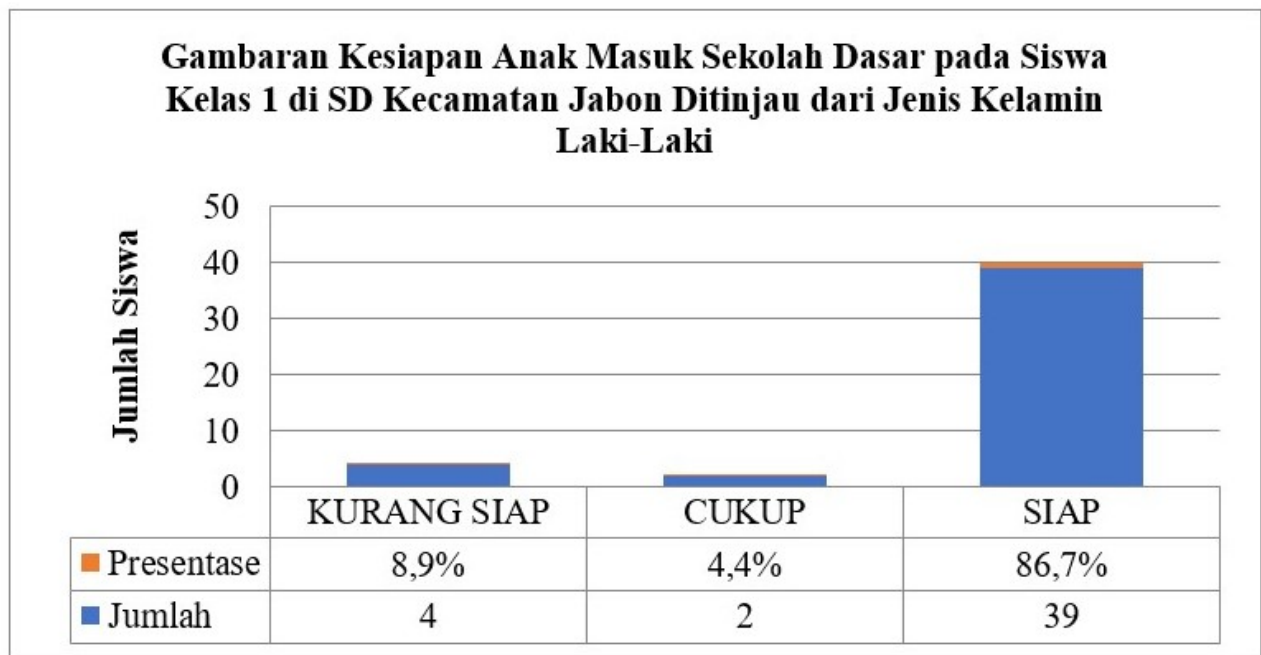 Gambaran Kesiapan Anak Masuk Sekolah Dasar pada Siswa
Kelas 1 di SD Kecamatan Jabon Ditinjau dari Jenis Kelamin
Laki-Laki
Jumlah Siswa
50
40
30
20
10
0
KURANG SIAP CUKUP SIAP
Presentase 8,9% 4,4% 86,7%
Jumlah 4 2 39